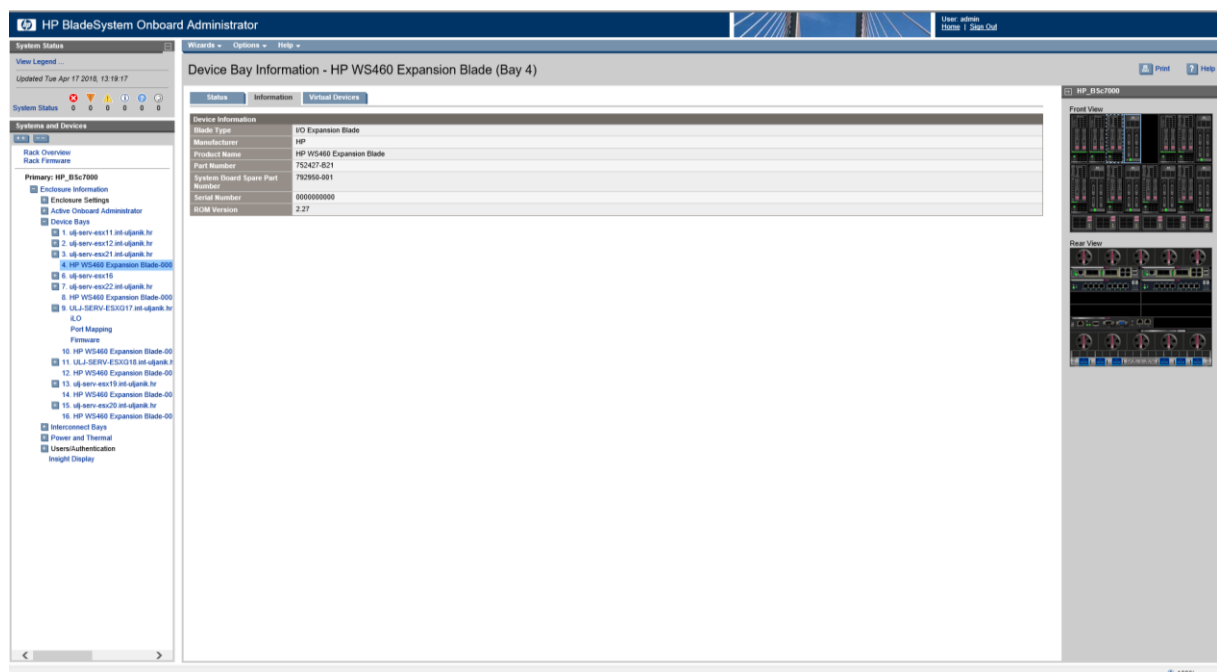 HP BladeSystem Onboard Administrator
User: admin
Home | Sign Out
System Status
View Legend ...
Updated Tue Apr 17 2018, 13:19:17
System Status 0 0 0 0 0 0
Systems and Devices
Rack Overview
Rack Firmware
Primary: HP_BSc7000
Enclosure Information
Enclosure Settings
Active Onboard Administrator
Device Bays
1. ulj-serv-esx11.int-uljanik.hr
2. ulj-serv-esx12.int-uljanik.hr
3. ulj-serv-esx21.int-uljanik.hr
4. HP WS460 Expansion Blade-000
6. ulj-serv-esx16
7. ulj-serv-esx22.int-uljanik.hr
8. HP WS460 Expansion Blade-000
9. ULJ-SERV-ESXG17.int-uljanik.hr
iLO
Port Mapping
Firmware
10. HP WS460 Expansion Blade-00
11. ULJ-SERV-ESXG18.int-uljanik.h
12. HP WS460 Expansion Blade-00
13. ulj-serv-esx19.int-uljanik.hr
14. HP WS460 Expansion Blade-00
15. ulj-serv-esx20.int-uljanik.hr
16. HP WS460 Expansion Blade-00
Interconnect Bays
Power and Thermal
Users/Authentication
Insight Display
Wizards Options Help
Device Bay Information - HP WS460 Expansion Blade (Bay 4)
Print Help
Status Information Virtual Devices
Device Information
Blade Type I/O Expansion Blade
Manufacturer HP
Product Name HP WS460 Expansion Blade
Part Number 752427-B21
System Board Spare Part
Number 792950-001
Serial Number 0000000000
ROM Version 2.27
HP_BSc7000
Front View
Rear View